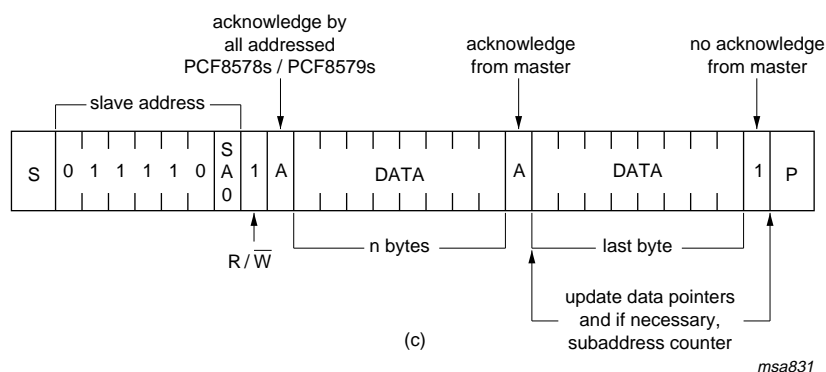 acknowledge by
all addressed
PCF8578s / PCF8579s
acknowledge
from master
no acknowledge
from master
slave address
S 0 1 1 1 1 0 SA0 1 A DATA A DATA 1 P
R / W̅
n bytes
last byte
update data pointers
and if necessary,
subaddress counter
(c)
msa831